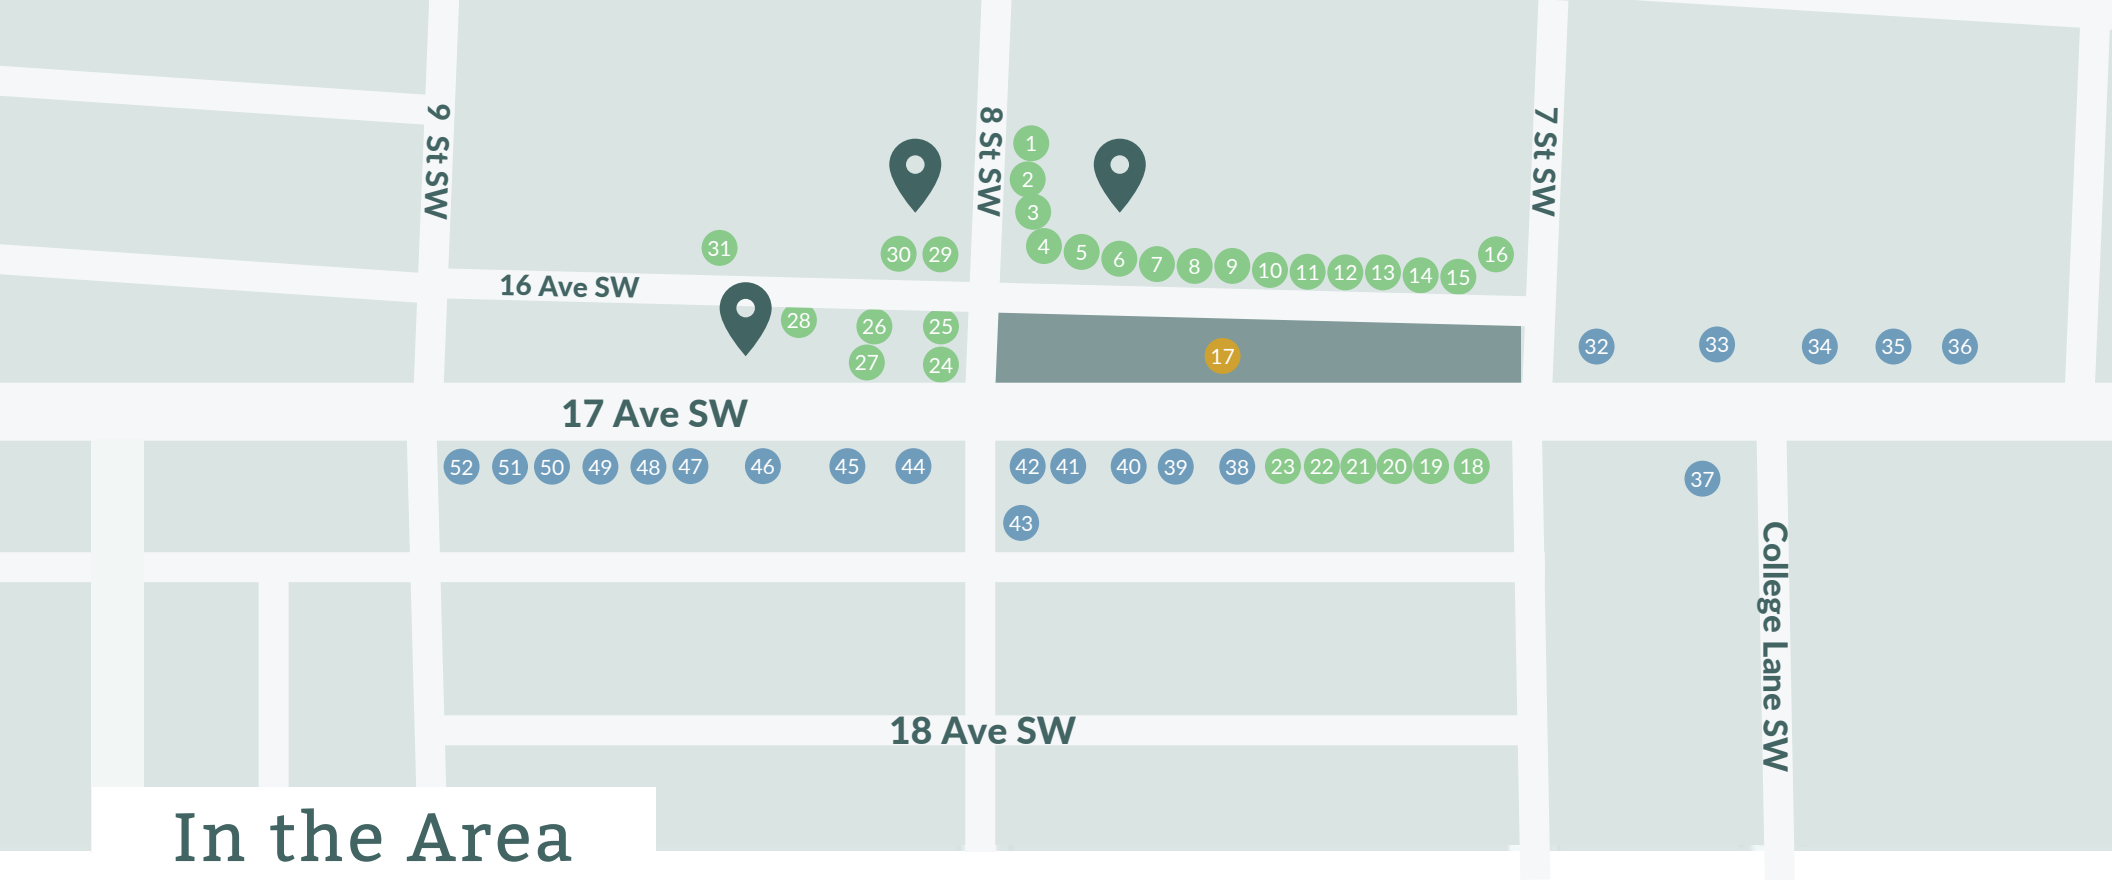 9 St SW
8 St SW
7 St SW
1
2
3
4 5 6 7 8 9 10 11 12 13 14 15 16
31 30 29
16 Ave SW
28 26 25
27 24
17
32 33 34 35 36
17 Ave SW
52 51 50 49 48 47 46 45 44 42 41 40 39 38 23 22 21 20 19 18
37
43
College Lane SW
18 Ave SW
In the Area